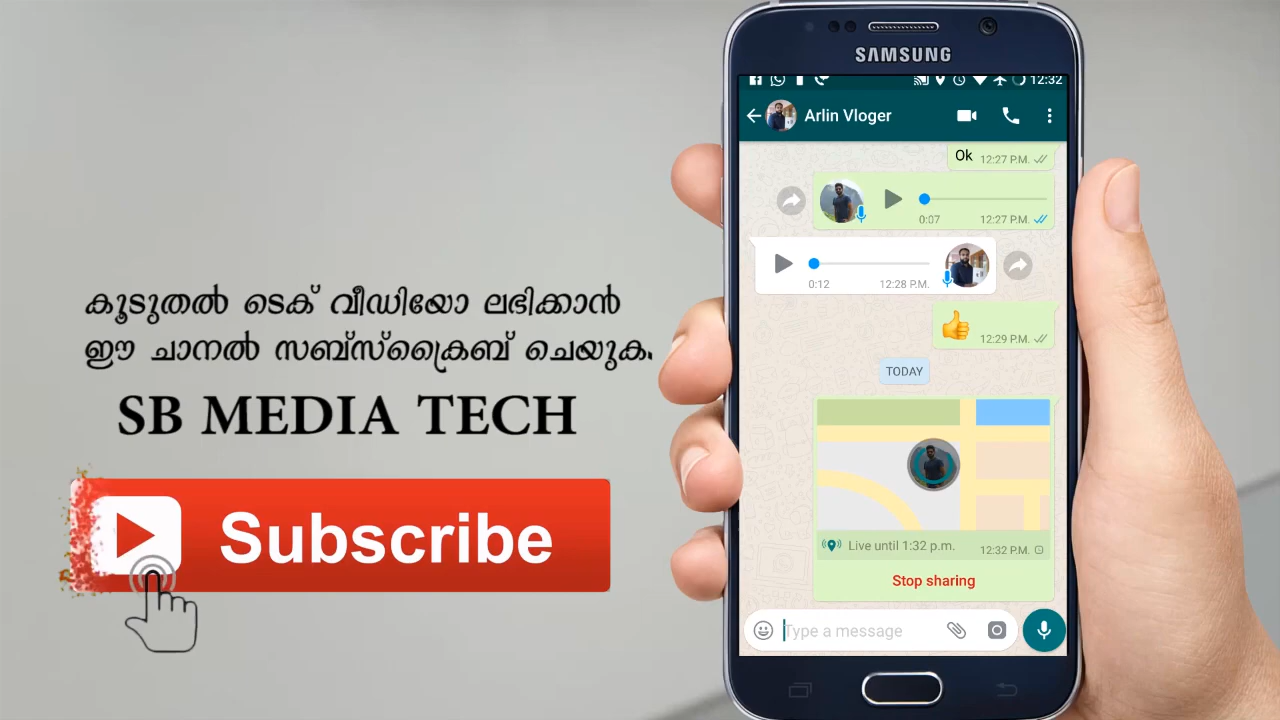 കൂടുതൽ ടെക് വീഡിയോ ലഭിക്കാൻ
ഈ ചാനൽ സബ്സ്ക്രൈബ് ചെയുക.
SB MEDIA TECH
Subscribe
SAMSUNG
12:32
Arlin Vloger
Ok 12:27 P.M.
0:07 12:27 P.M.
0:12 12:28 P.M.
12:29 P.M.
TODAY
Live until 1:32 p.m. 12:32 P.M.
Stop sharing
Type a message